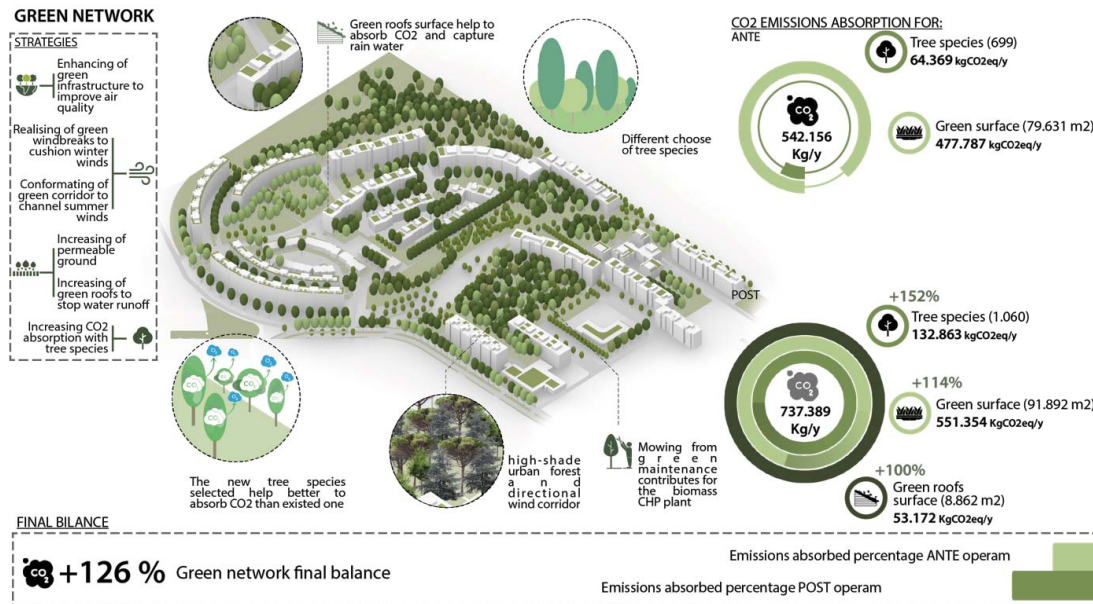 GREEN NETWORK
STRATEGIES
Enhancing of
green
infrastructure to
improve air
quality
Realising of green
windbreaks to
cushion winter
winds
Conformating of
green corridor to
channel summer
winds
Increasing of
permeable
ground
Increasing of
green roofs to
stop water runoff
Increasing CO2
absorption with
tree species
Green roofs surface help to
absorb CO2 and capture
rain water
Different choose
of tree species
The new tree species
selected help better to
absorb CO2 than existed one
high-shade
urban forest
a n d
directional
wind corridor
Mowing from
g r e e n
maintenance
contributes for
the biomass
CHP plant
CO2 EMISSIONS ABSORPTION FOR:
ANTE
CO2
542.156
Kg/y
Tree species (699)
64.369 kgCO2eq/y
Green surface (79.631 m2)
477.787 kgCO2eq/y
POST
CO2
737.389
Kg/y
+152%
Tree species (1.060)
132.863 kgCO2eq/y
+114%
Green surface (91.892 m2)
551.354 KgCO2eq/y
+100%
Green roofs
surface (8.862 m2)
53.172 KgCO2eq/y
FINAL BILANCE
CO2 +126 % Green network final balance
Emissions absorbed percentage ANTE operam
Emissions absorbed percentage POST operam